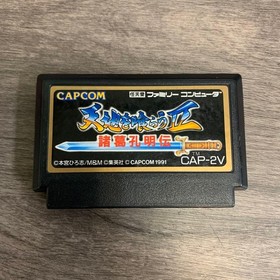 CAPCOM
ファミリー コンピュータ
天地を喰らうII
諸葛孔明伝
TM
CAP-2V
©本宮ひろ志/M&M ©集英社 ©CAPCOM 1991